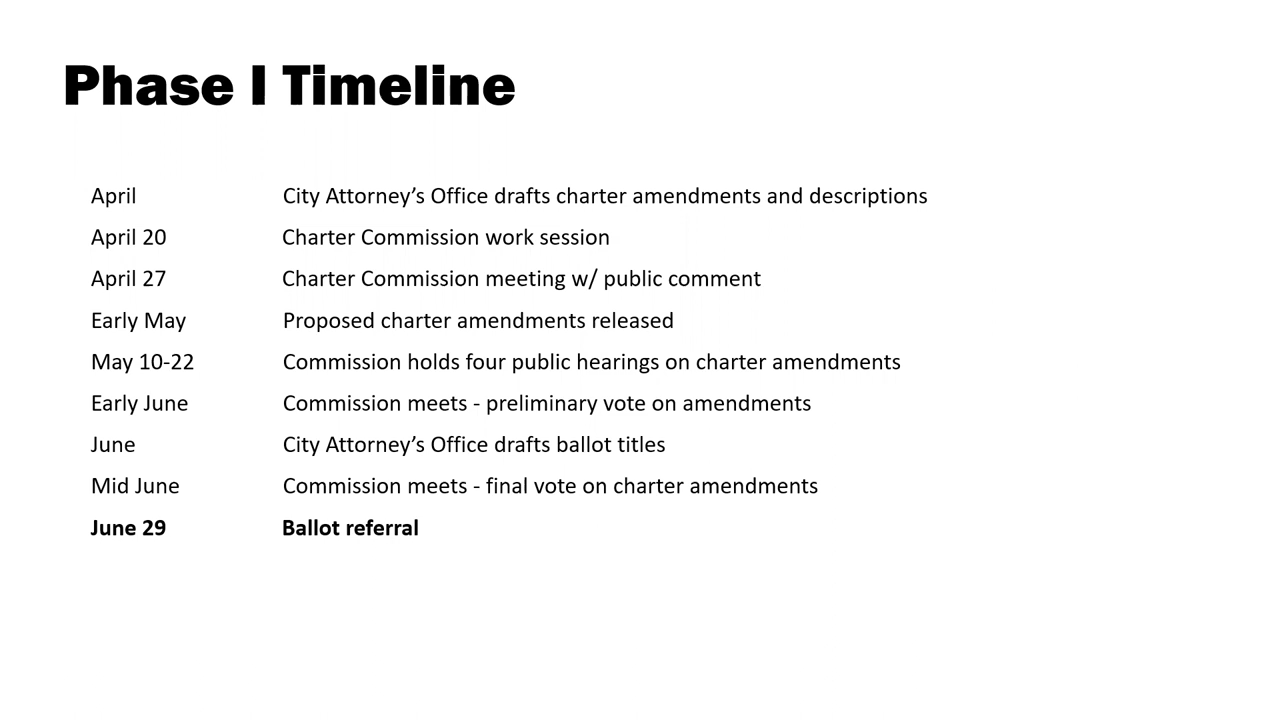 Phase I Timeline
April City Attorney’s Office drafts charter amendments and descriptions
April 20 Charter Commission work session
April 27 Charter Commission meeting w/ public comment
Early May Proposed charter amendments released
May 10-22 Commission holds four public hearings on charter amendments
Early June Commission meets - preliminary vote on amendments
June City Attorney’s Office drafts ballot titles
Mid June Commission meets - final vote on charter amendments
June 29 Ballot referral